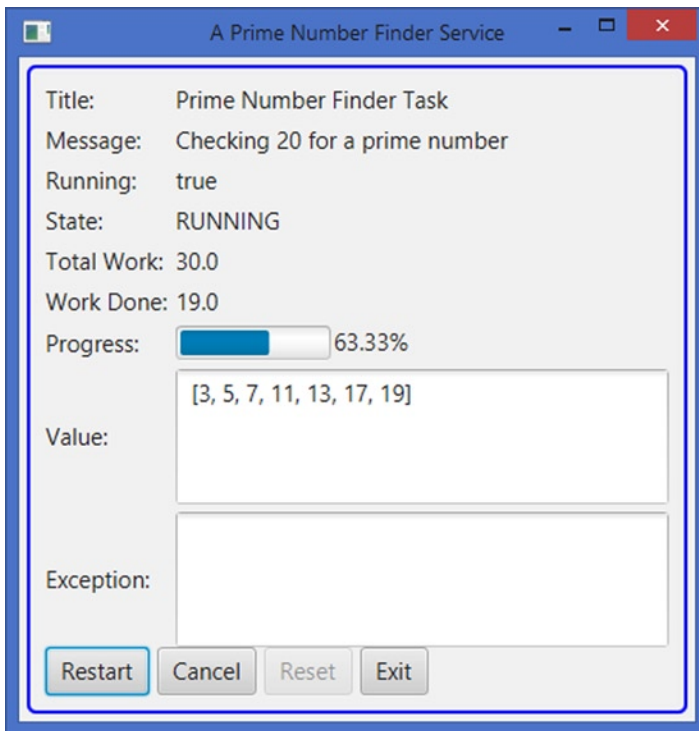 A Prime Number Finder Service
Title: Prime Number Finder Task
Message: Checking 20 for a prime number
Running: true
State: RUNNING
Total Work: 30.0
Work Done: 19.0
Progress: 63.33%
[3, 5, 7, 11, 13, 17, 19]
Value:
Exception:
Restart Cancel Reset Exit